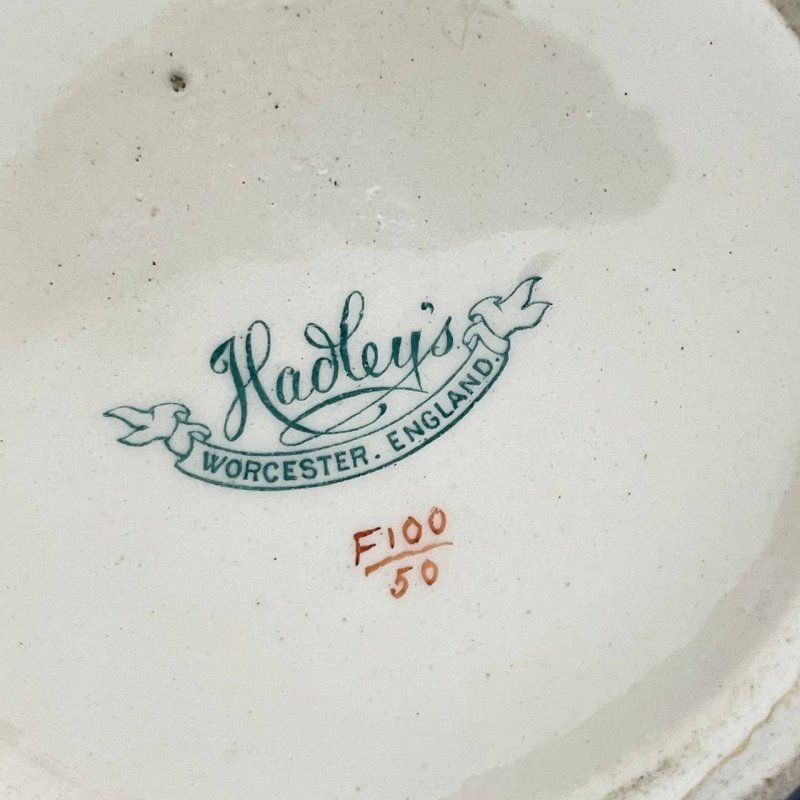 Hadley's
WORCESTER. ENGLAND.
F100
50